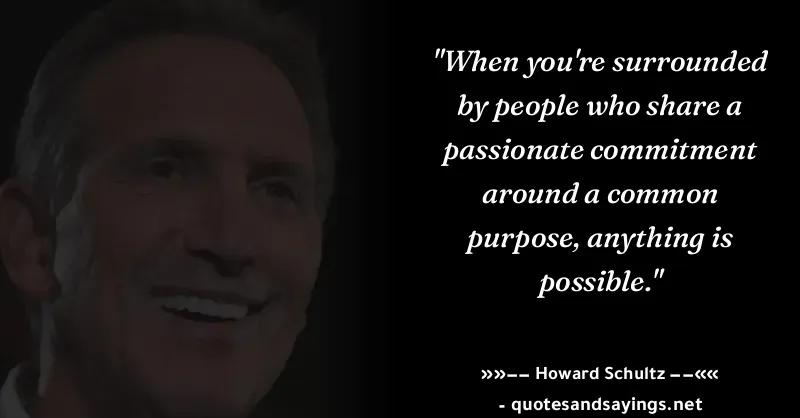 "When you're surrounded
by people who share a
passionate commitment
around a common
purpose, anything is
possible."
»»−− Howard Schultz −−««
- quotesandsayings.net